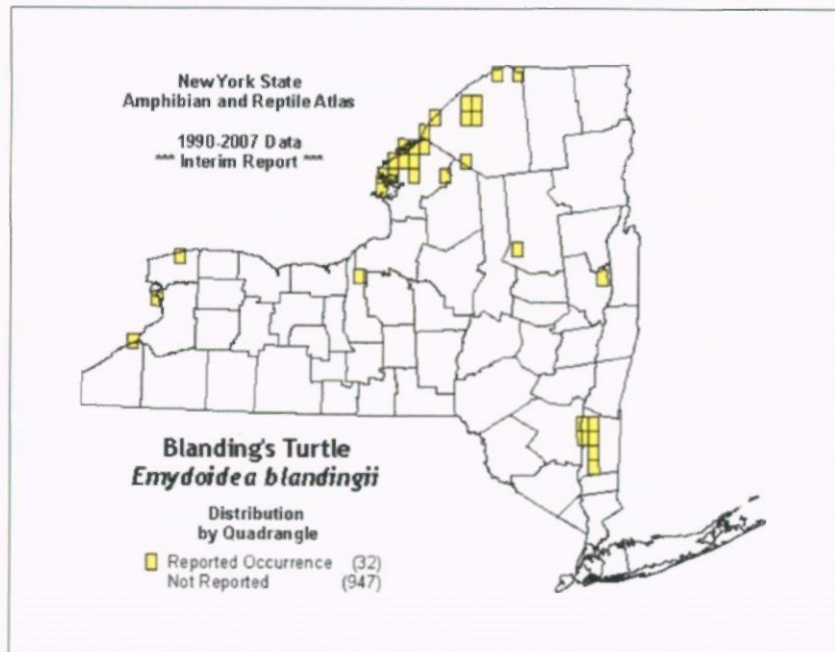 New York State
Amphibian and Reptile Atlas
1990-2007 Data
*** Interim Report ***
Blanding's Turtle
Emydoidea blandingii
Distribution
by Quadrangle
Reported Occurrence (32)
Not Reported (947)